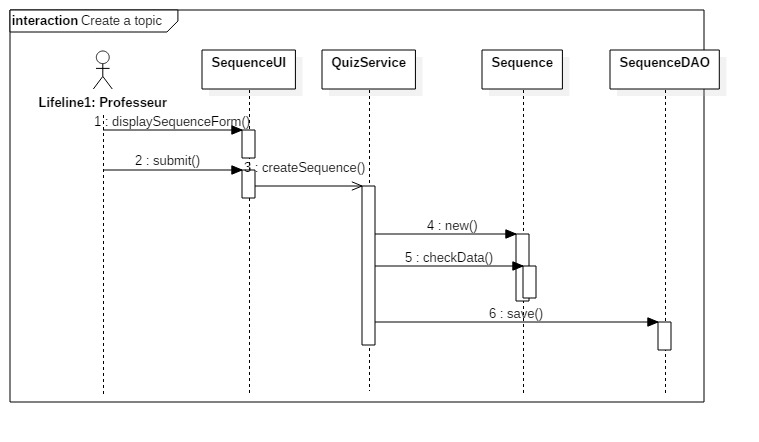 interaction Create a topic
SequenceUI
QuizService
Sequence
SequenceDAO
Lifeline1: Professeur
1 : displaySequenceForm()
2 : submit()
3 : createSequence()
4 : new()
5 : checkData()
6 : save()